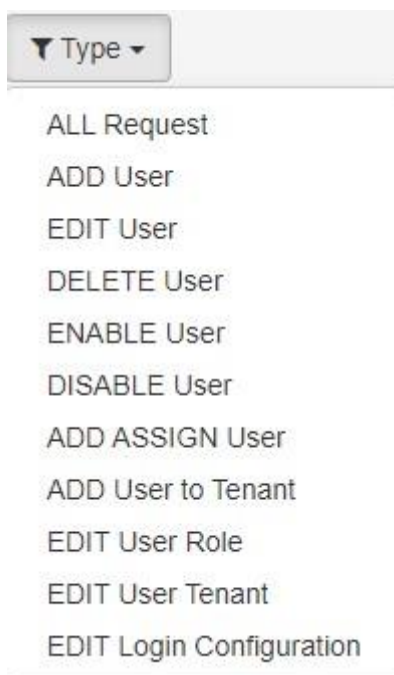 Type
ALL Request
ADD User
EDIT User
DELETE User
ENABLE User
DISABLE User
ADD ASSIGN User
ADD User to Tenant
EDIT User Role
EDIT User Tenant
EDIT Login Configuration